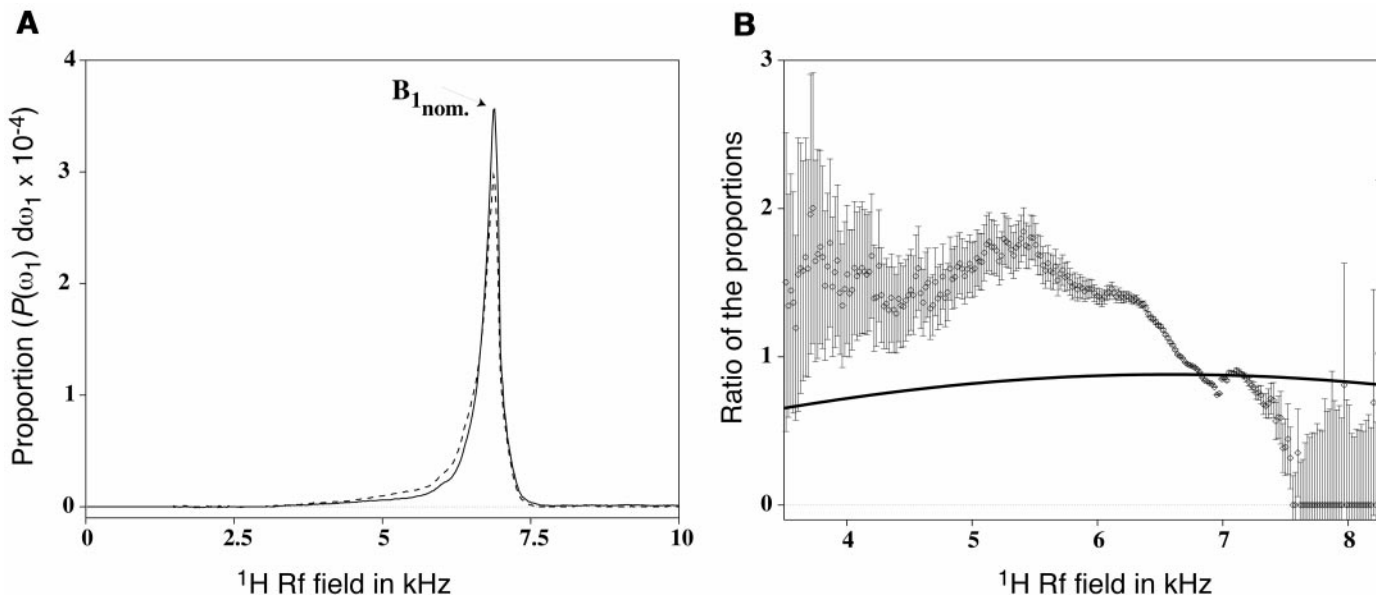 A
B
Proportion (P(ω₁) dω₁ x 10⁻⁴)
4
3
2
1
0
B₁nom.
0
2.5
5.0
7.5
10
¹H Rf field in kHz
Ratio of the proportions
3
2
1
0
4
5
6
7
8
¹H Rf field in kHz